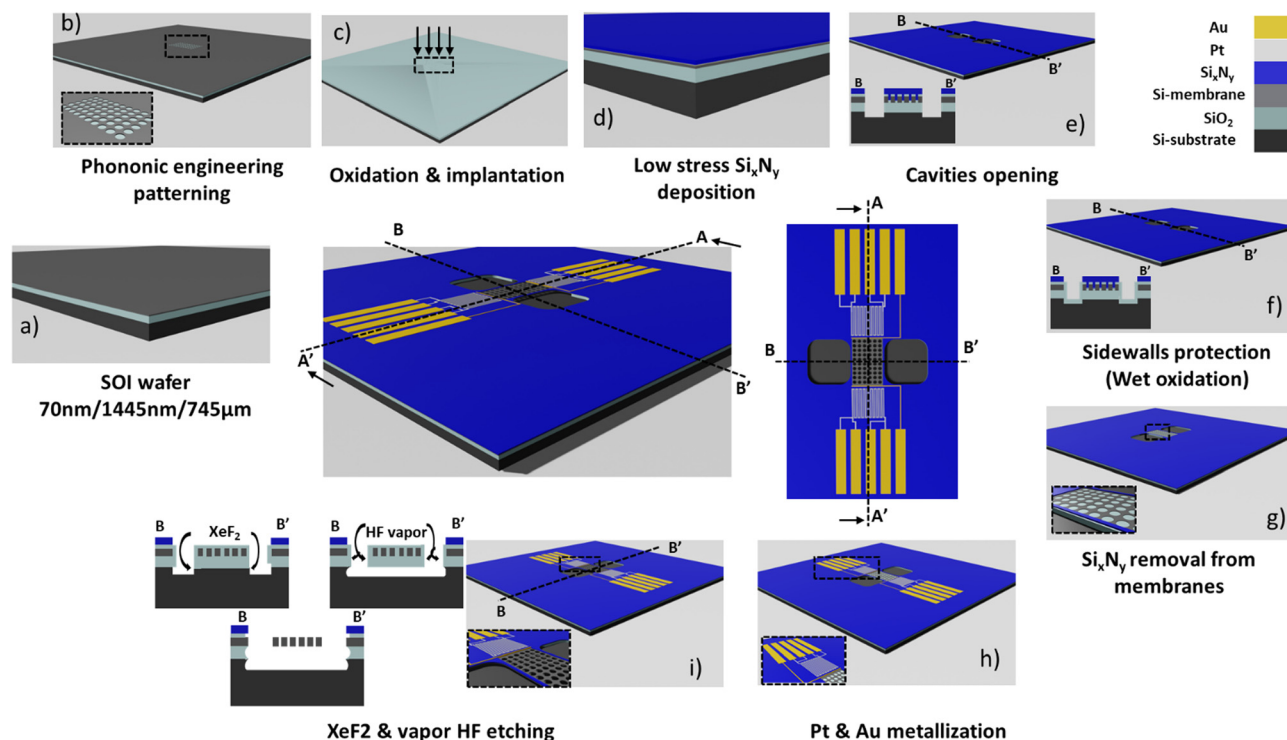 b)
Phononic engineering
patterning
c)
Oxidation & implantation
d)
Low stress SixNy
deposition
B
B'
B
B'
e)
Cavities opening
Au
Pt
SixNy
Si-membrane
SiO2
Si-substrate
a)
SOI wafer
70nm/1445nm/745µm
B
A
A'
B'
A
B
B'
A'
B
B'
B
B'
f)
Sidewalls protection
(Wet oxidation)
g)
SixNy removal from
membranes
B
XeF2
B'
B
HF vapor
B'
B
B'
B'
B
i)
XeF2 & vapor HF etching
h)
Pt & Au metallization